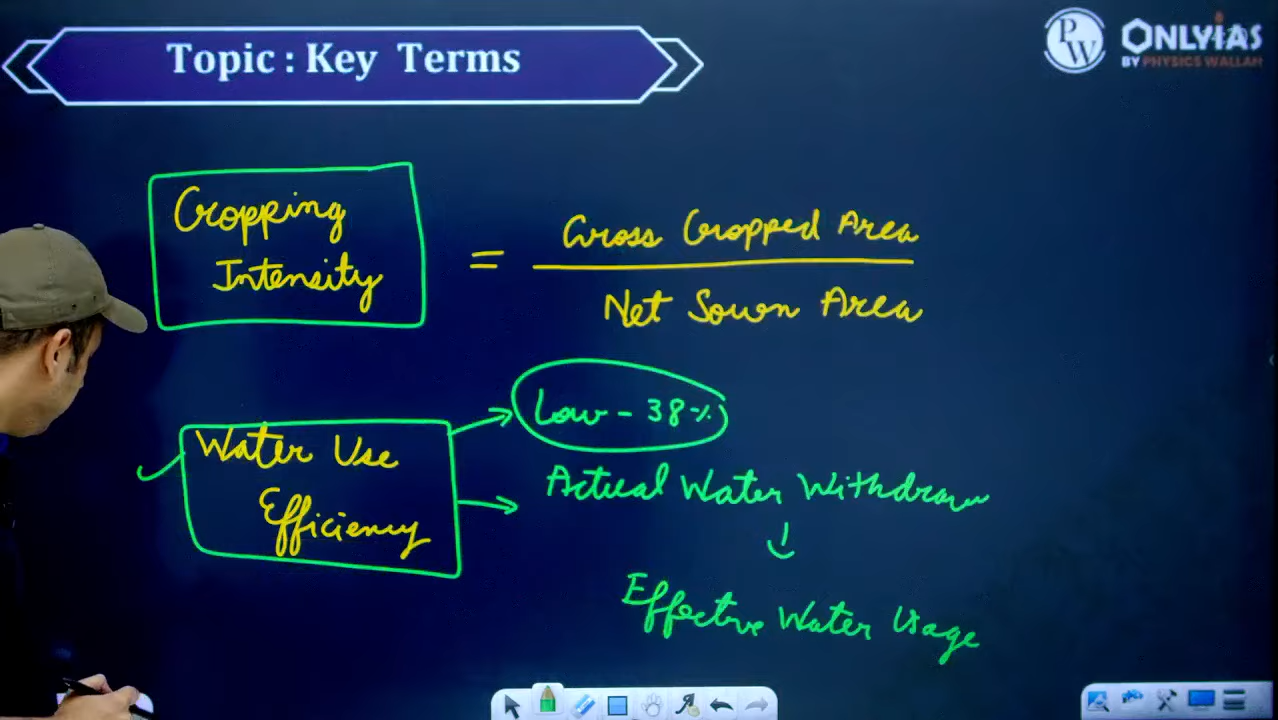 Topic : Key Terms
PW
ONLYIAS
BY PHYSICS WALLAH
Cropping
Intensity
=
Gross Cropped Area
Net Sown Area
Low - 38%
Water Use
Efficiency
Actual Water Withdrawn
Effective Water Usage